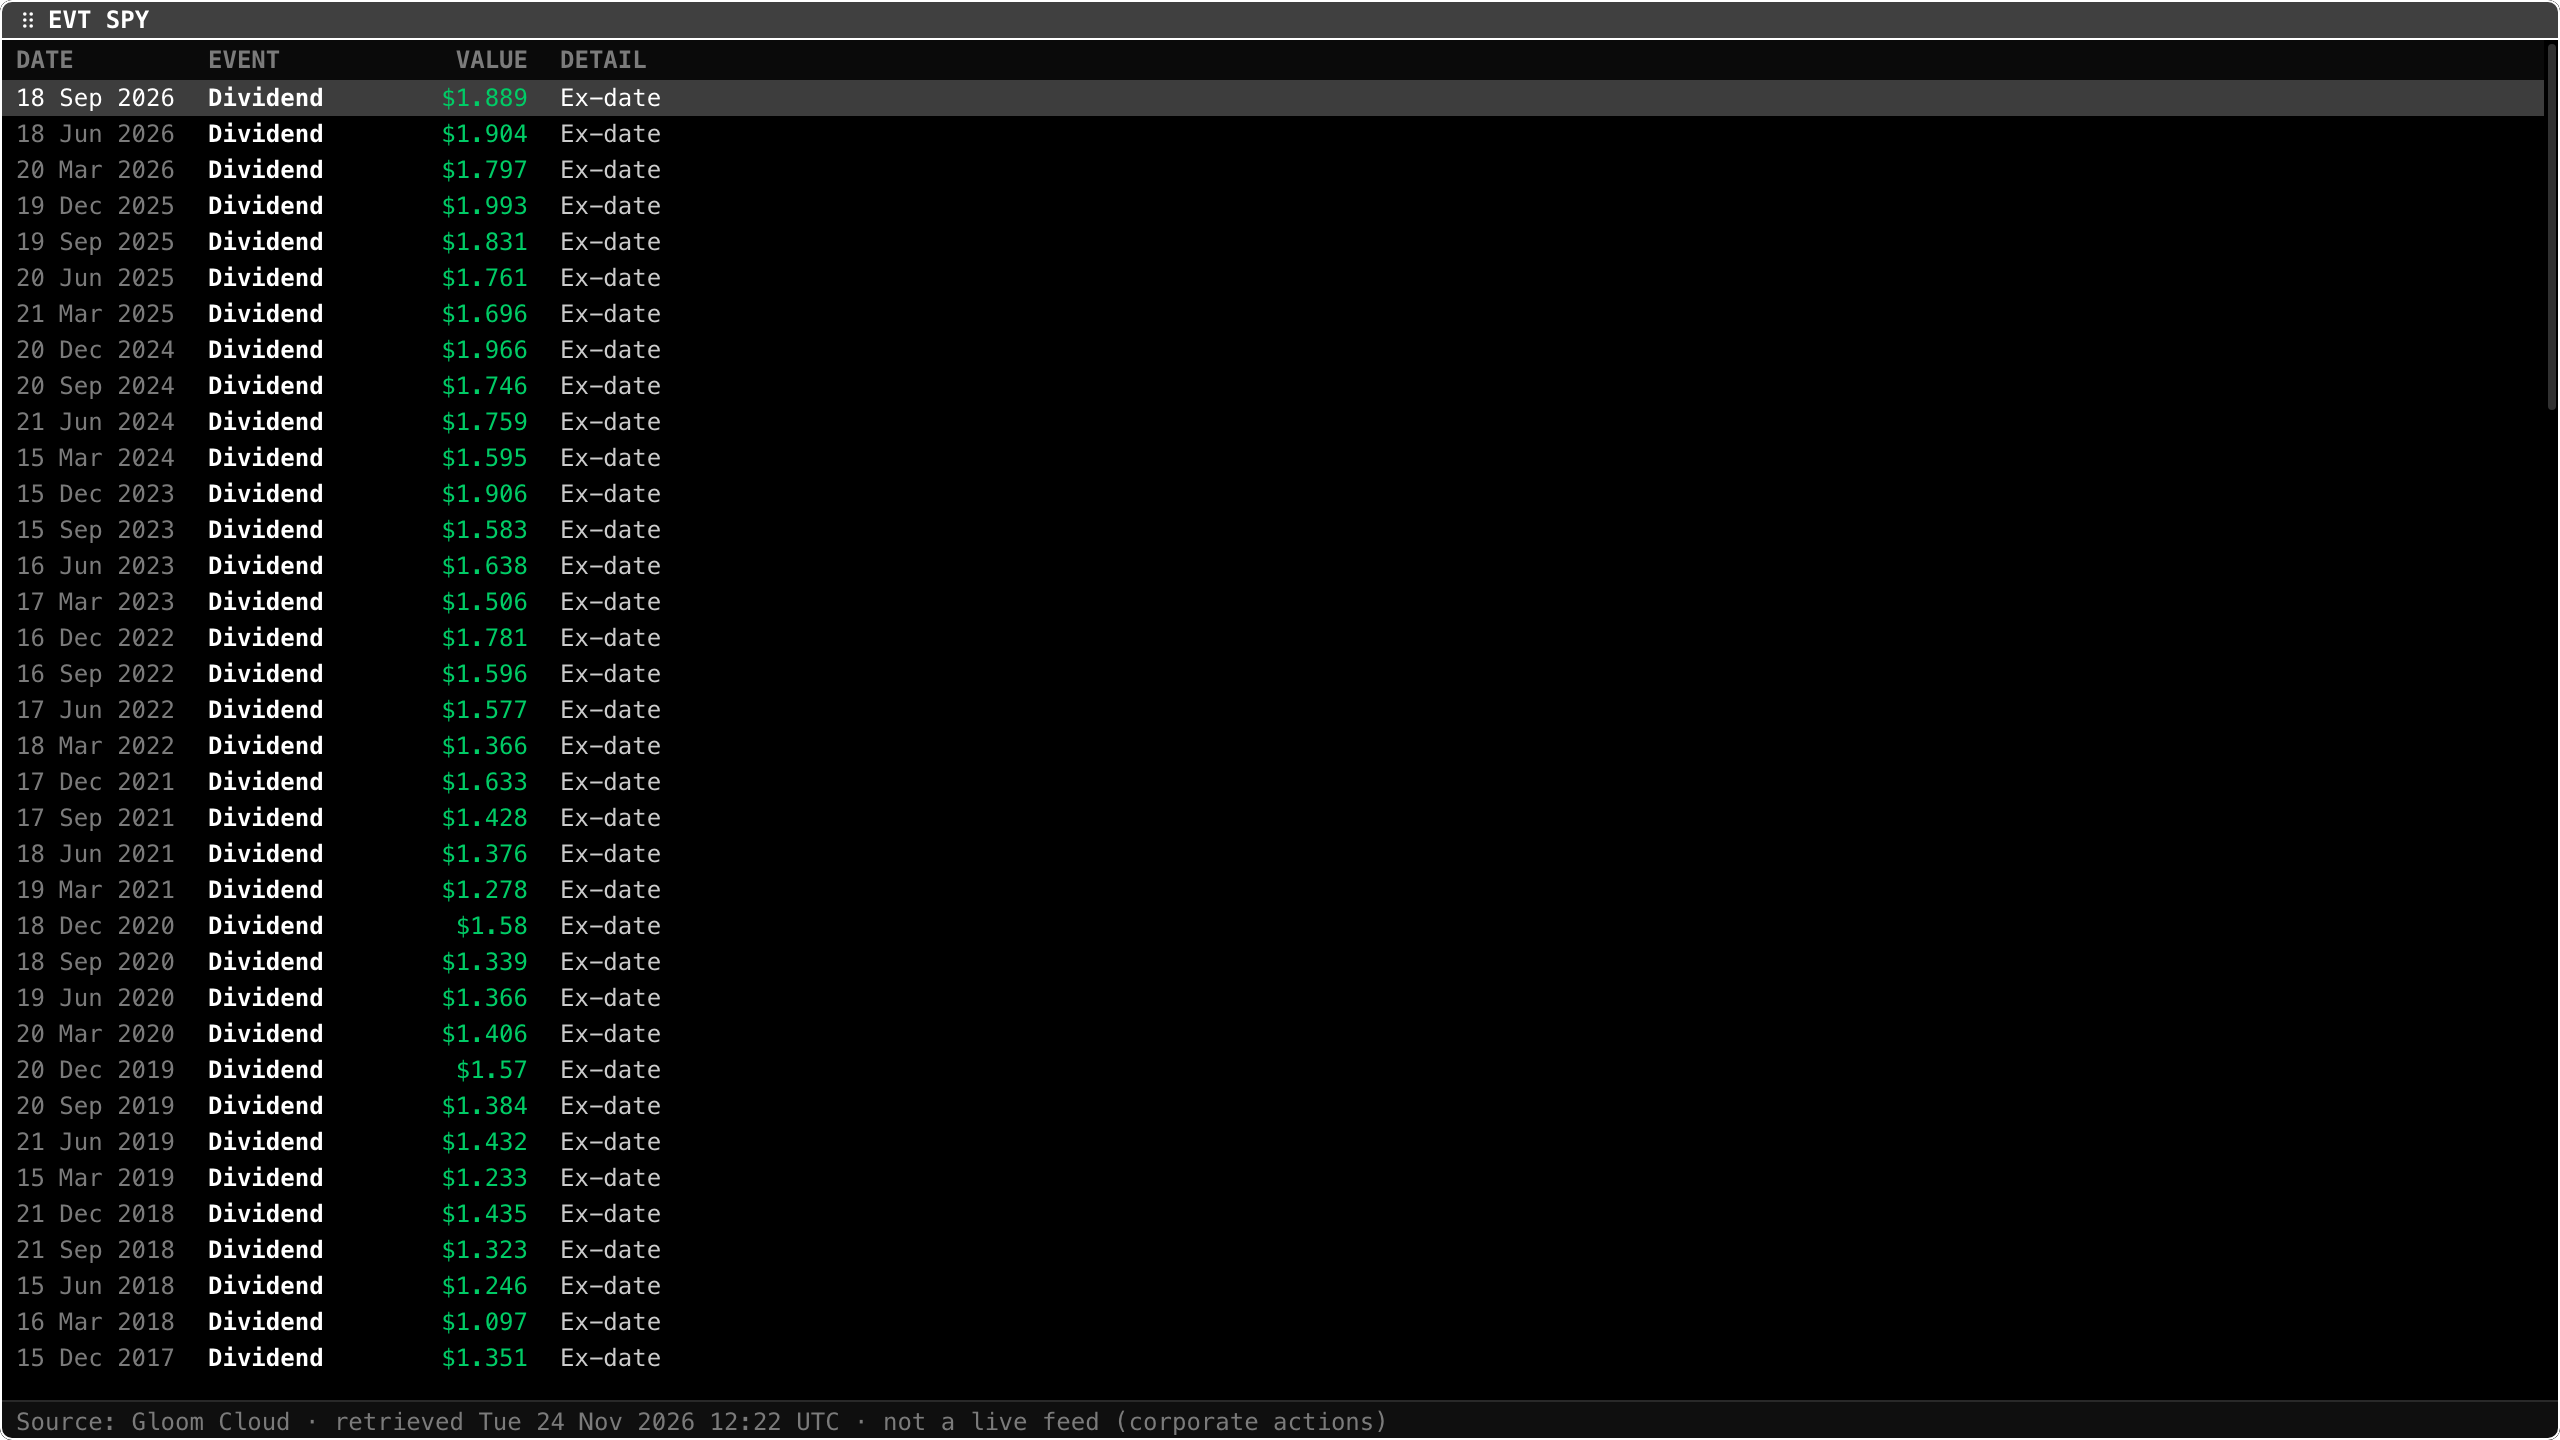 EVT SPY
DATE EVENT VALUE DETAIL
18 Sep 2026 Dividend $1.889 Ex-date
18 Jun 2026 Dividend $1.904 Ex-date
20 Mar 2026 Dividend $1.797 Ex-date
19 Dec 2025 Dividend $1.993 Ex-date
19 Sep 2025 Dividend $1.831 Ex-date
20 Jun 2025 Dividend $1.761 Ex-date
21 Mar 2025 Dividend $1.696 Ex-date
20 Dec 2024 Dividend $1.966 Ex-date
20 Sep 2024 Dividend $1.746 Ex-date
21 Jun 2024 Dividend $1.759 Ex-date
15 Mar 2024 Dividend $1.595 Ex-date
15 Dec 2023 Dividend $1.906 Ex-date
15 Sep 2023 Dividend $1.583 Ex-date
16 Jun 2023 Dividend $1.638 Ex-date
17 Mar 2023 Dividend $1.506 Ex-date
16 Dec 2022 Dividend $1.781 Ex-date
16 Sep 2022 Dividend $1.596 Ex-date
17 Jun 2022 Dividend $1.577 Ex-date
18 Mar 2022 Dividend $1.366 Ex-date
17 Dec 2021 Dividend $1.633 Ex-date
17 Sep 2021 Dividend $1.428 Ex-date
18 Jun 2021 Dividend $1.376 Ex-date
19 Mar 2021 Dividend $1.278 Ex-date
18 Dec 2020 Dividend $1.58 Ex-date
18 Sep 2020 Dividend $1.339 Ex-date
19 Jun 2020 Dividend $1.366 Ex-date
20 Mar 2020 Dividend $1.406 Ex-date
20 Dec 2019 Dividend $1.57 Ex-date
20 Sep 2019 Dividend $1.384 Ex-date
21 Jun 2019 Dividend $1.432 Ex-date
15 Mar 2019 Dividend $1.233 Ex-date
21 Dec 2018 Dividend $1.435 Ex-date
21 Sep 2018 Dividend $1.323 Ex-date
15 Jun 2018 Dividend $1.246 Ex-date
16 Mar 2018 Dividend $1.097 Ex-date
15 Dec 2017 Dividend $1.351 Ex-date
Source: Gloom Cloud · retrieved Tue 24 Nov 2026 12:22 UTC · not a live feed (corporate actions)